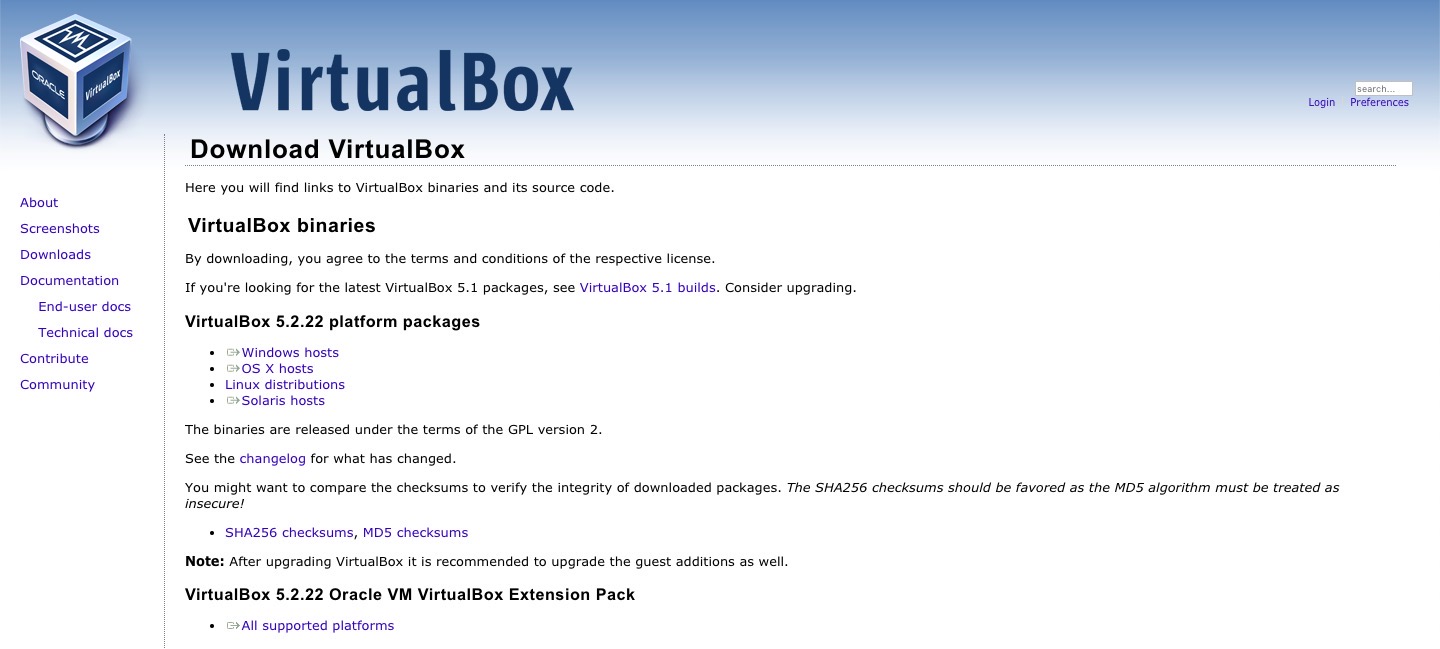 ORACLE
VirtualBox
VirtualBox
search...
Login Preferences
About
Screenshots
Downloads
Documentation
End-user docs
Technical docs
Contribute
Community
Download VirtualBox
Here you will find links to VirtualBox binaries and its source code.
VirtualBox binaries
By downloading, you agree to the terms and conditions of the respective license.
If you're looking for the latest VirtualBox 5.1 packages, see VirtualBox 5.1 builds. Consider upgrading.
VirtualBox 5.2.22 platform packages
• Windows hosts
• OS X hosts
• Linux distributions
• Solaris hosts
The binaries are released under the terms of the GPL version 2.
See the changelog for what has changed.
You might want to compare the checksums to verify the integrity of downloaded packages. The SHA256 checksums should be favored as the MD5 algorithm must be treated as
insecure!
• SHA256 checksums, MD5 checksums
Note: After upgrading VirtualBox it is recommended to upgrade the guest additions as well.
VirtualBox 5.2.22 Oracle VM VirtualBox Extension Pack
• All supported platforms